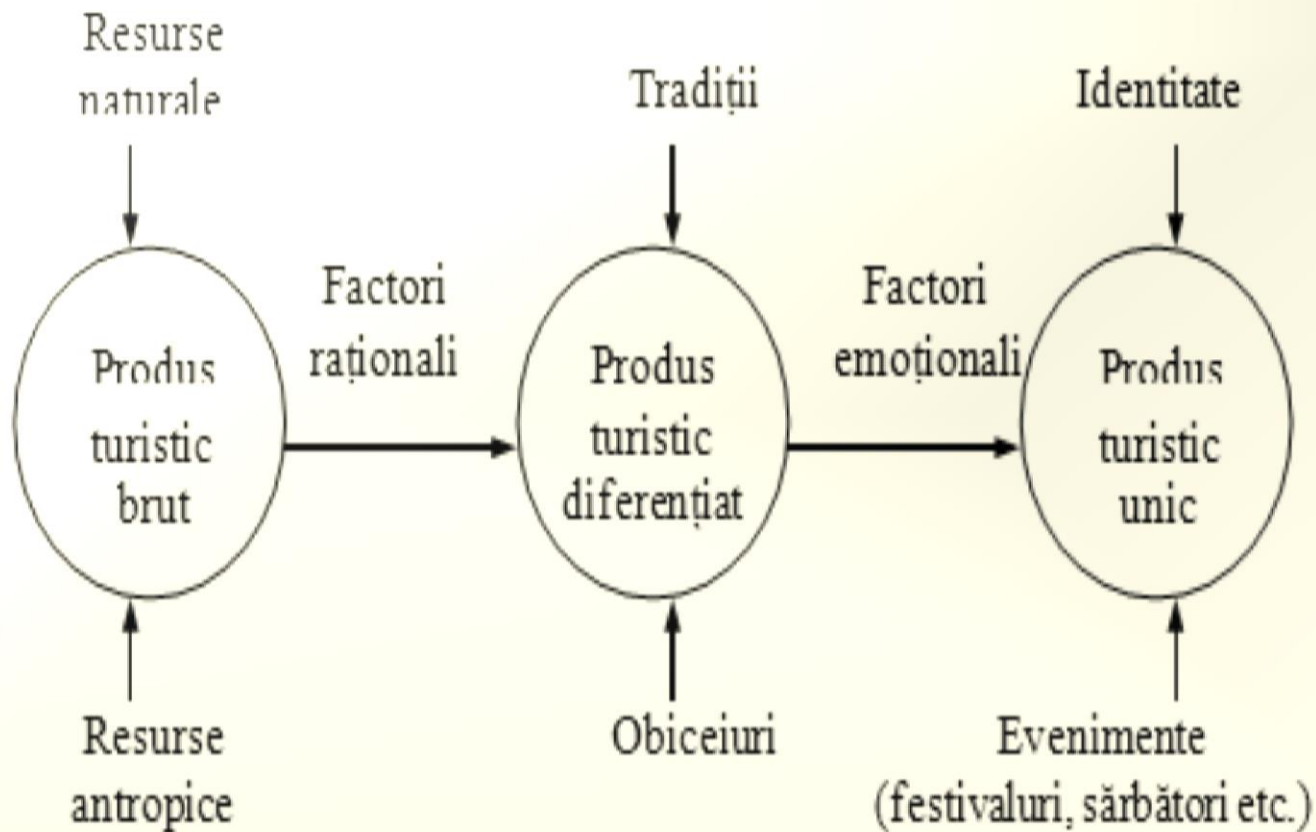 Resurse
naturale
Tradiții
Identitate
Factori
raționali
Factori
emoționali
Produs
turistic
brut
Produs
turistic
diferențiat
Produs
turistic
unic
Resurse
antropice
Obiceiuri
Evenimente
(festivaluri, sărbători etc.)